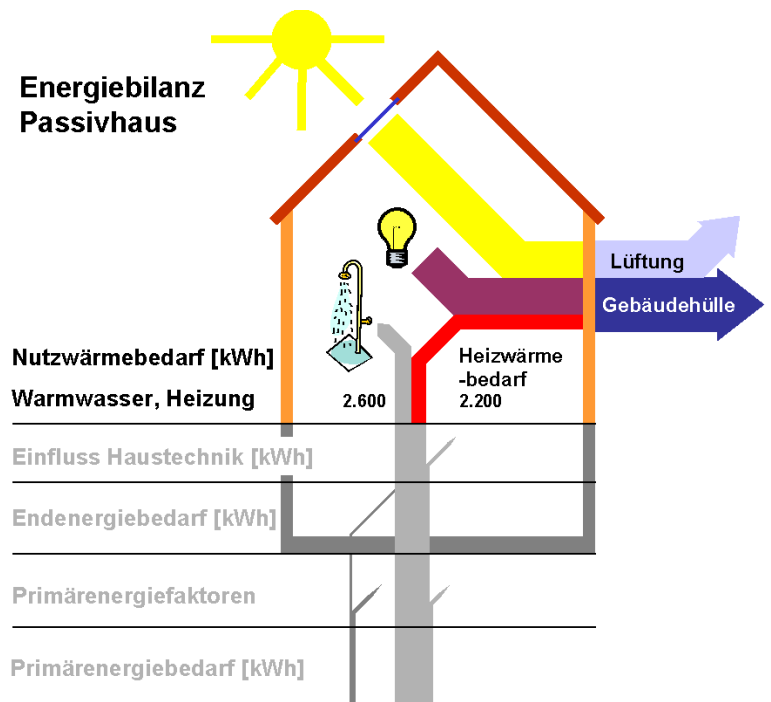 Energiebilanz
Passivhaus
Lüftung
Gebäudehülle
Nutzwärmebedarf [kWh]
Heizwärme
-bedarf
Warmwasser, Heizung
2.600
2.200
Einfluss Haustechnik [kWh]
Endenergiebedarf [kWh]
Primärenergiefaktoren
Primärenergiebedarf [kWh]